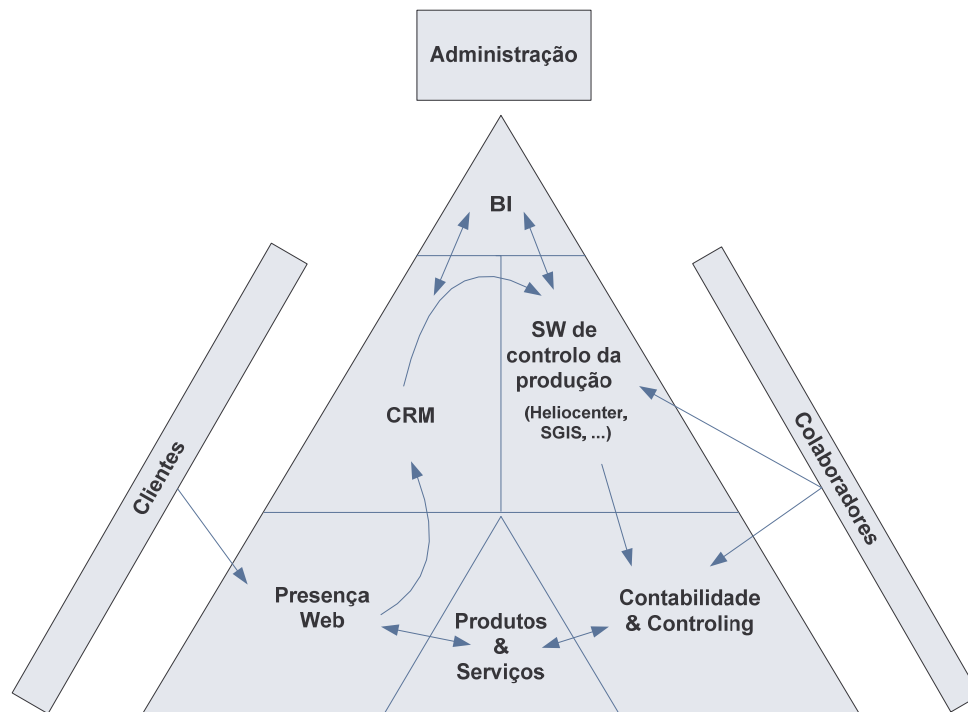 Administração
BI
SW de
controlo da
produção
(Heliocenter,
SGIS, ...)
CRM
Clientes
Colaboradores
Presença
Web
Produtos
&
Serviços
Contabilidade
& Controling